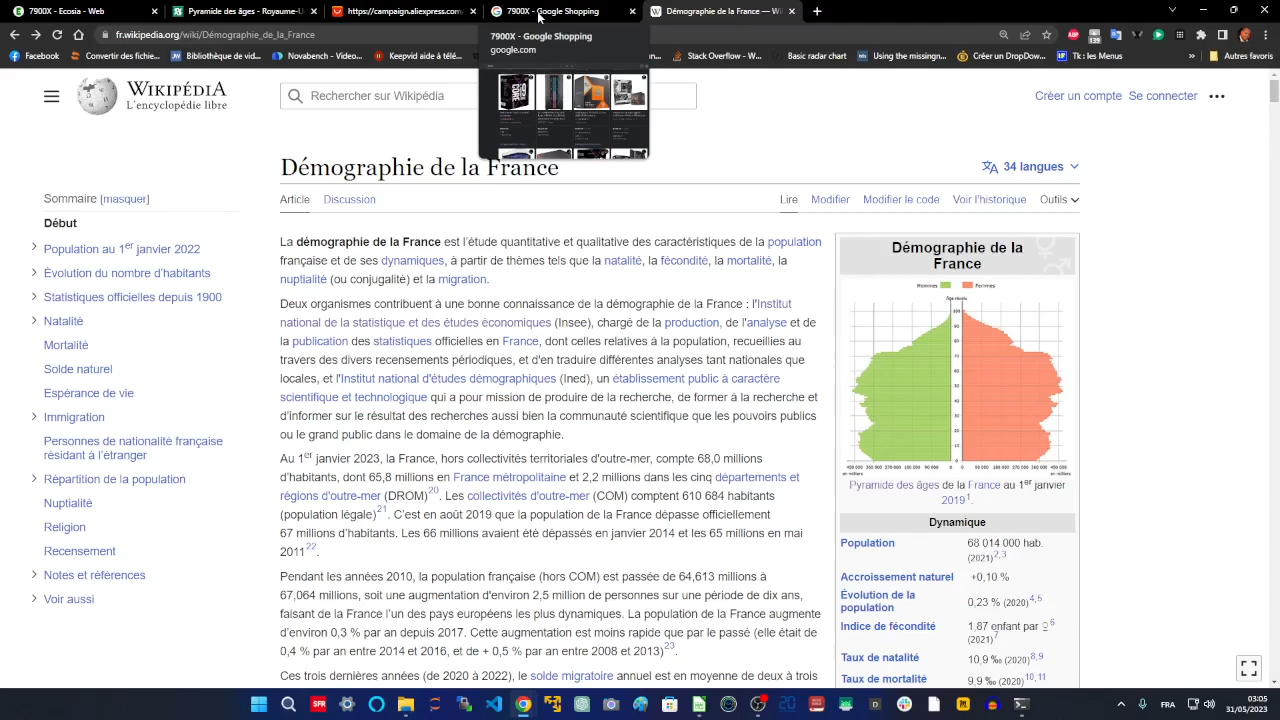 7900X - Ecosia
Pyramides
https://campaignalires.e
7900X - Google Shopping
Démographie de la France — Wi
fr.wikipedia.org/wiki/Démographie_de_la_France
Facebook
Convertir des fichie...
Bibliothèque de vid...
Novabench - Video...
Novpost aid à télé...
Stack Overflow - W...
Basic radar chart
Using the missingn...
Tk: les Menus
Autres favoris
7900X - Google Shopping
google.com
WIKIPÉDIA
L'encyclopédie libre
Rechercher sur Wikipédia
Créer un compte Se connecter
Démographie de la France
34 langues
Sommaire [masquer]
Article Discussion
Lire Modifier Modifier le code Voir l'historique Outils
Début
Population au 1er janvier 2022
Évolution du nombre d'habitants
Statistiques officielles depuis 1900
Natalité
Mortalité
Solde naturel
Espérance de vie
Immigration
Personnes de nationalité française
résidant à l'étranger
Répartition de la population
Nuptialité
Religion
Recensement
Notes et références
Voir aussi
La démographie de la France est l'étude quantitative et qualitative des caractéristiques de la population
française et de ses dynamiques, à partir de thèmes tels que la natalité, la fécondité, la mortalité, la
nuptialité (ou conjugalité) et la migration.
Deux organismes contribuent à une bonne connaissance de la démographie de la France : l'Institut
national de la statistique et des études économiques (Insee), chargé de la production, de l'analyse et de
la publication des statistiques officielles en France, dont celles relatives à la population, recueillies au
travers des divers recensements périodiques, et d'en traduire différentes analyses tant nationales que
locales, et l'Institut national d'études démographiques (Ined), un établissement public à caractère
scientifique et technologique qui a pour mission de produire de la recherche, de former à la recherche et
d'informer sur le résultat des recherches aussi bien la communauté scientifique que les pouvoirs publics
ou le grand public dans le domaine de la démographie.
Au 1er janvier 2023, la France, hors collectivités territoriales d'outre-mer, compte 68,0 millions
d'habitants, dont 65,8 millions en France métropolitaine et 2,2 millions dans les cinq départements et
régions d'outre-mer (DROM)20. Les collectivités d'outre-mer (COM) comptent 610 684 habitants
(population légale)21. C'est en août 2019 que la population de la France dépasse officiellement
67 millions d'habitants. Les 66 millions avaient été dépassés en janvier 2014 et les 65 millions en mai
2011 22.
Pendant les années 2010, la population française (hors COM) est passée de 64,613 millions à
67,064 millions, soit une augmentation d'environ 2,5 million de personnes sur une période de dix ans,
faisant de la France l'un des pays européens les plus dynamiques. La population de la France augmente
d'environ 0,3 % par an depuis 2017. Cette augmentation est moins rapide que par le passé (elle était de
0,4 % par an entre 2014 et 2016, et de + 0,5 % par an entre 2008 et 2013)23.
Ces trois dernières années (de 2020 à 2022), le solde migratoire annuel est en moyenne de deux à trois
Démographie de la
France
Hommes Femmes
Âge révolu
Pyramide des âges de la France au 1er janvier
2019 1.
Dynamique
Population 68 014 000 hab.
(2021)2,3
Accroissement naturel +0,10 %
Évolution de la
population 0,23 % (2020)4,5
Indice de fécondité 1,87 enfant par ♀6
(2021)7
Taux de natalité 10,9 ‰ (2020)8,9
Taux de mortalité 9,9 ‰ (2020)10,11
SFR
FRA
03:05
31/05/2023